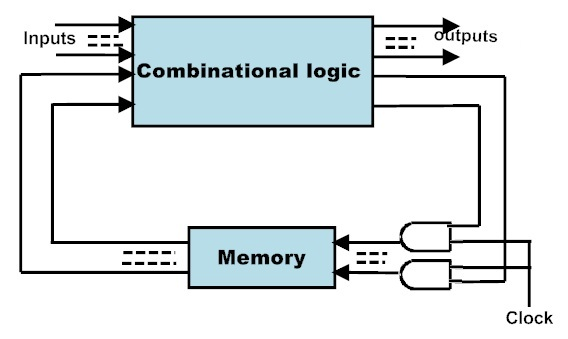 Inputs
outputs
Combinational logic
Memory
Clock